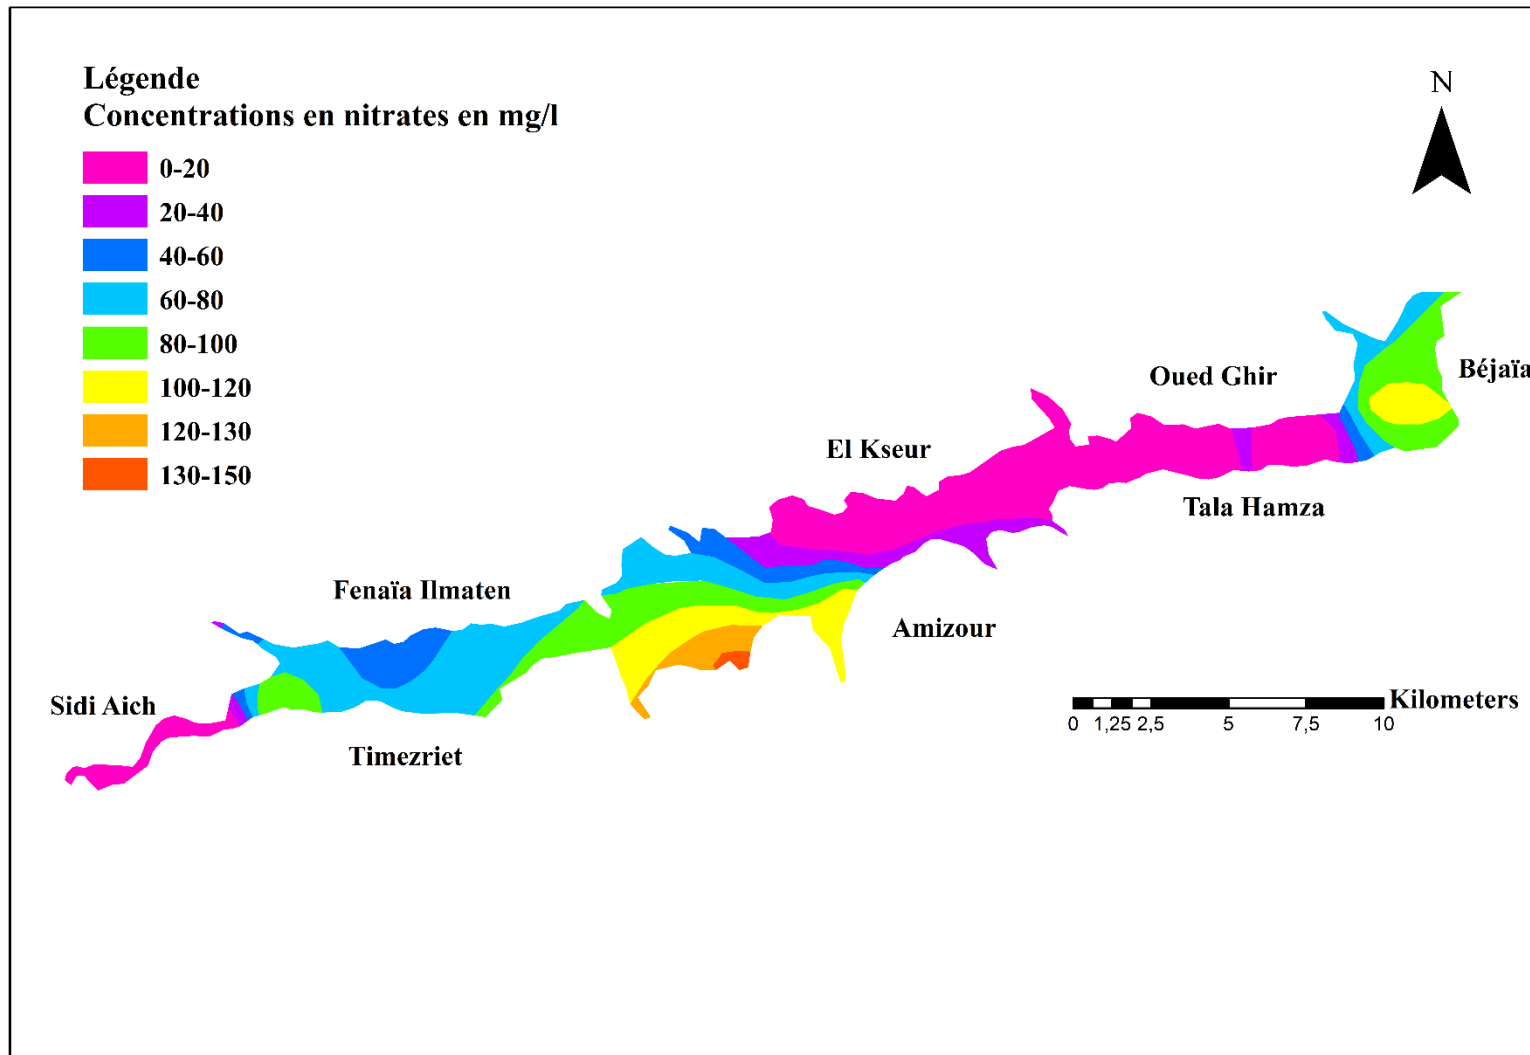 Légende
Concentrations en nitrates en mg/l
0-20
20-40
40-60
60-80
80-100
100-120
120-130
130-150
N
Béjaïa
Oued Ghir
El Kseur
Tala Hamza
Fenaïa Ilmaten
Amizour
Sidi Aich
Timezriet
Kilometers
0 1,25 2,5 5 7,5 10